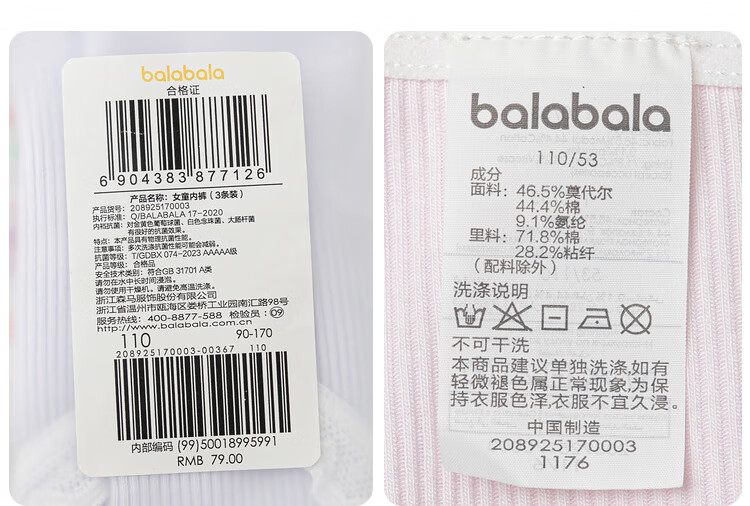 balabala
合格证
6 904383 877126
产品名称：女童内裤（3条装）
产品货号：
208925170003
执行标准：Q/BALABALA 17-2020
内裆抗菌：对金黄色葡萄球菌、白色念珠菌、大肠杆菌
有很好的抗菌效果。
特点：本产品具有物理抗菌性能。
注意事项：多次洗涤抗菌性能可能会减弱。
抗菌等级：T/GDBX 074-2023 AAAAA级
产品等级：合格品
安全技术类别：符合GB 31701 A类
请勿在水中长时间浸泡。
请勿使用干燥机。请避免高温洗涤。
浙江森马服饰股份有限公司
浙江省温州市瓯海区娄桥工业园南汇路98号
服务热线：400-8877-588 检验员：09
http://www.balabala.com.cn
110 90-170
208925170003-00367 110
内部编码 (99)50018995991
RMB 79.00
balabala
110/53
成分
面料：46.5%莫代尔
44.4%棉
9.1%氨纶
里料：71.8%棉
28.2%粘纤
（配料除外）
洗涤说明
不可干洗
本商品建议单独洗涤，如有
轻微褪色属正常现象，为保
持衣服色泽，衣服不宜久浸。
中国制造
208925170003
1176